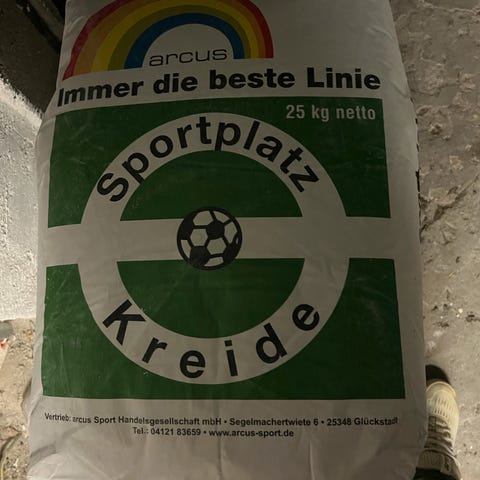 arcus
Immer die beste Linie
25 kg netto
Sportplatz
Kreide
Vertrieb: arcus Sport Handelsgesellschaft mbH • Segelmachertwiete 6 • 25348 Glückstadt
Tel.: 04121 83659 • www.arcus-sport.de